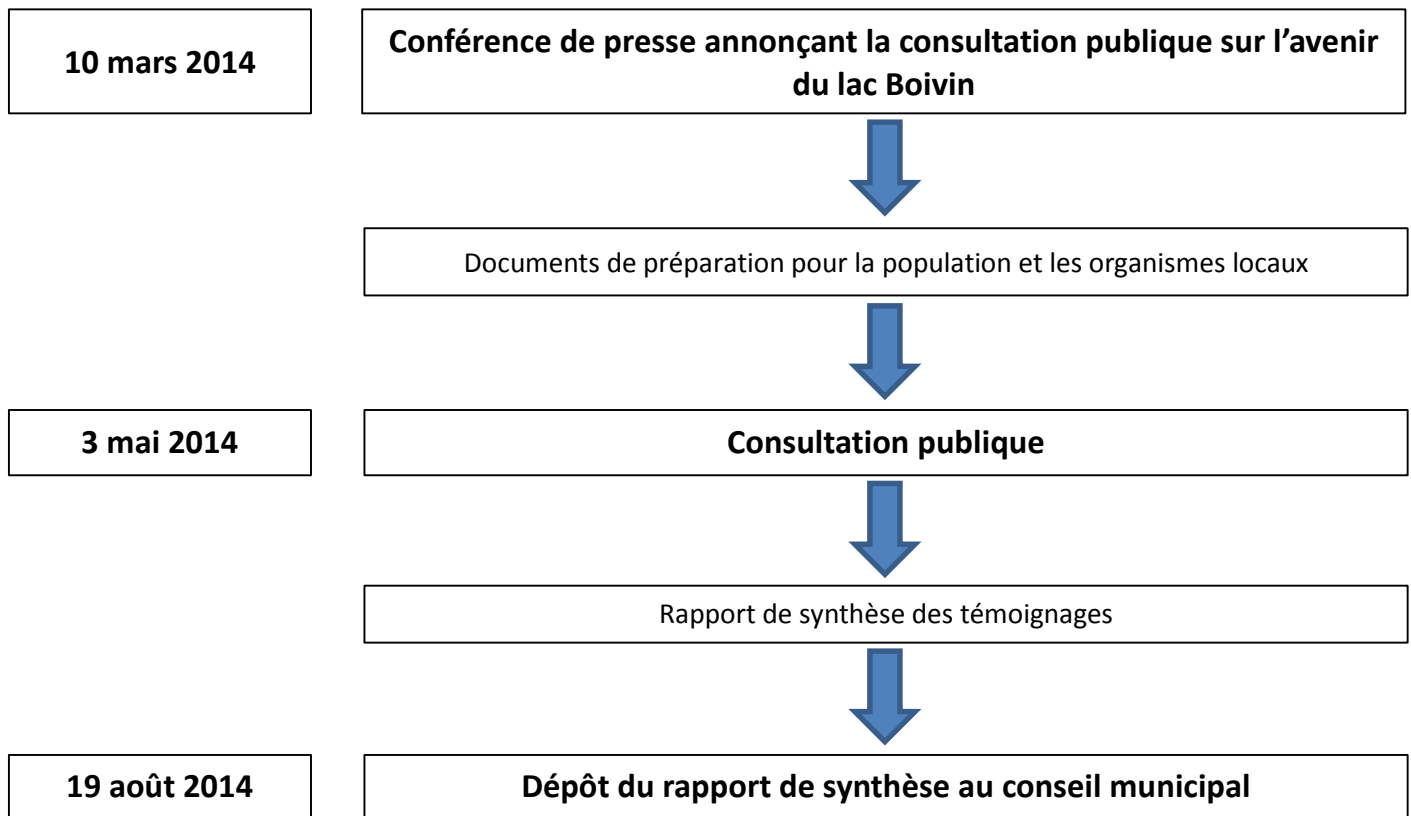 10 mars 2014
Conférence de presse annonçant la consultation publique sur l’avenir
du lac Boivin
Documents de préparation pour la population et les organismes locaux
3 mai 2014
Consultation publique
Rapport de synthèse des témoignages
19 août 2014
Dépôt du rapport de synthèse au conseil municipal